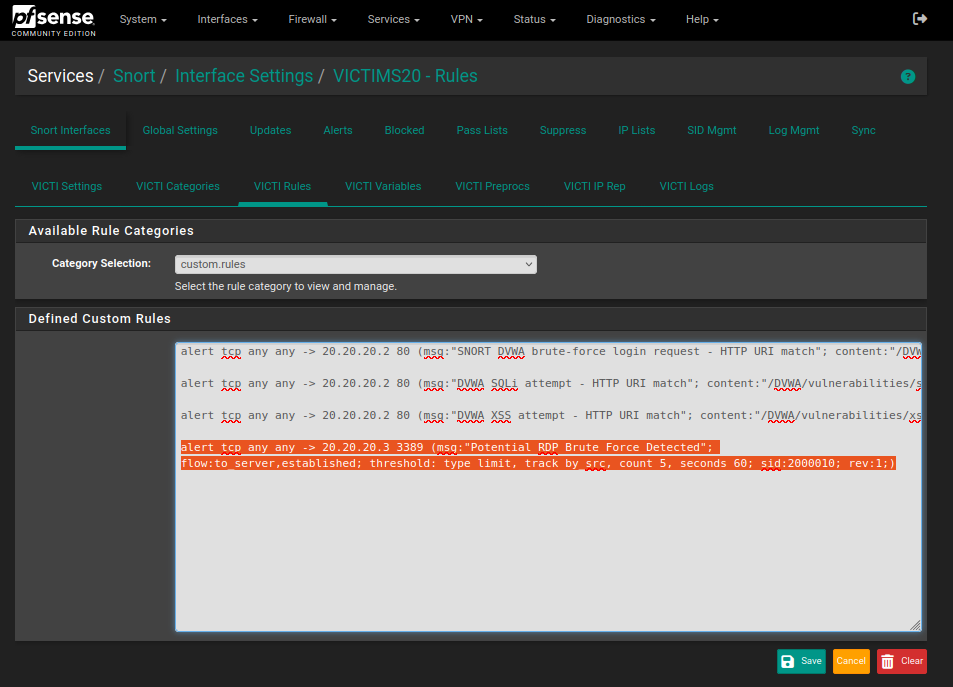 pfsense
COMMUNITY EDITION
System Interfaces Firewall Services VPN Status Diagnostics Help
Services / Snort / Interface Settings / VICTIMS20 - Rules
?
Snort Interfaces Global Settings Updates Alerts Blocked Pass Lists Suppress IP Lists SID Mgmt Log Mgmt Sync
VICTI Settings VICTI Categories VICTI Rules VICTI Variables VICTI Preprocs VICTI IP Rep VICTI Logs
Available Rule Categories
Category Selection: custom.rules
Select the rule category to view and manage.
Defined Custom Rules
alert tcp any any -> 20.20.20.2 80 (msg:"SNORT DVWA brute-force login request - HTTP URI match"; content:"/DVW
alert tcp any any -> 20.20.20.2 80 (msg:"DVWA SQLi attempt - HTTP URI match"; content:"/DVWA/vulnerabilities/s
alert tcp any any -> 20.20.20.2 80 (msg:"DVWA XSS attempt - HTTP URI match"; content:"/DVWA/vulnerabilities/xs
alert tcp any any -> 20.20.20.3 3389 (msg:"Potential RDP Brute Force Detected";
flow:to_server,established; threshold: type limit, track by_src, count 5, seconds 60; sid:2000010; rev:1;)
Save Cancel Clear